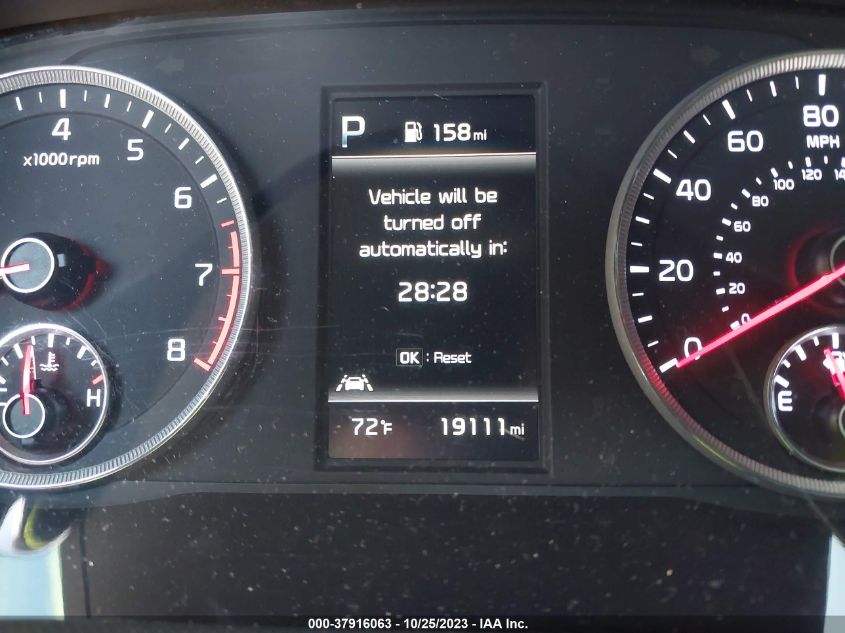 4
5
6
7
8
x1000rpm
H
P 158mi
Vehicle will be
turned off
automatically in:
28:28
OK : Reset
72°F 19111mi
80
MPH
60
40
20
0
120
100
80
60
40
20
0
E
000-37916063 - 10/25/2023 - IAA Inc.